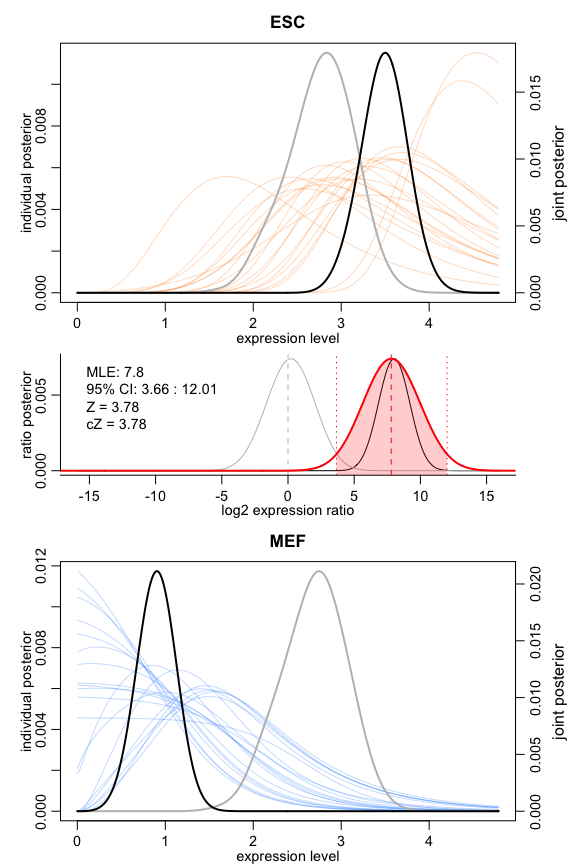 ESC
individual posterior
0.000 0.004 0.008
joint posterior
0.000 0.005 0.010 0.015
0 1 2 3 4
expression level
MLE: 7.8
95% CI: 3.66 : 12.01
Z = 3.78
cZ = 3.78
ratio posterior
0.000 0.005
-15 -10 -5 0 5 10 15
log2 expression ratio
MEF
individual posterior
0.000 0.004 0.008 0.012
joint posterior
0.000 0.005 0.010 0.015 0.020
0 1 2 3 4
expression level